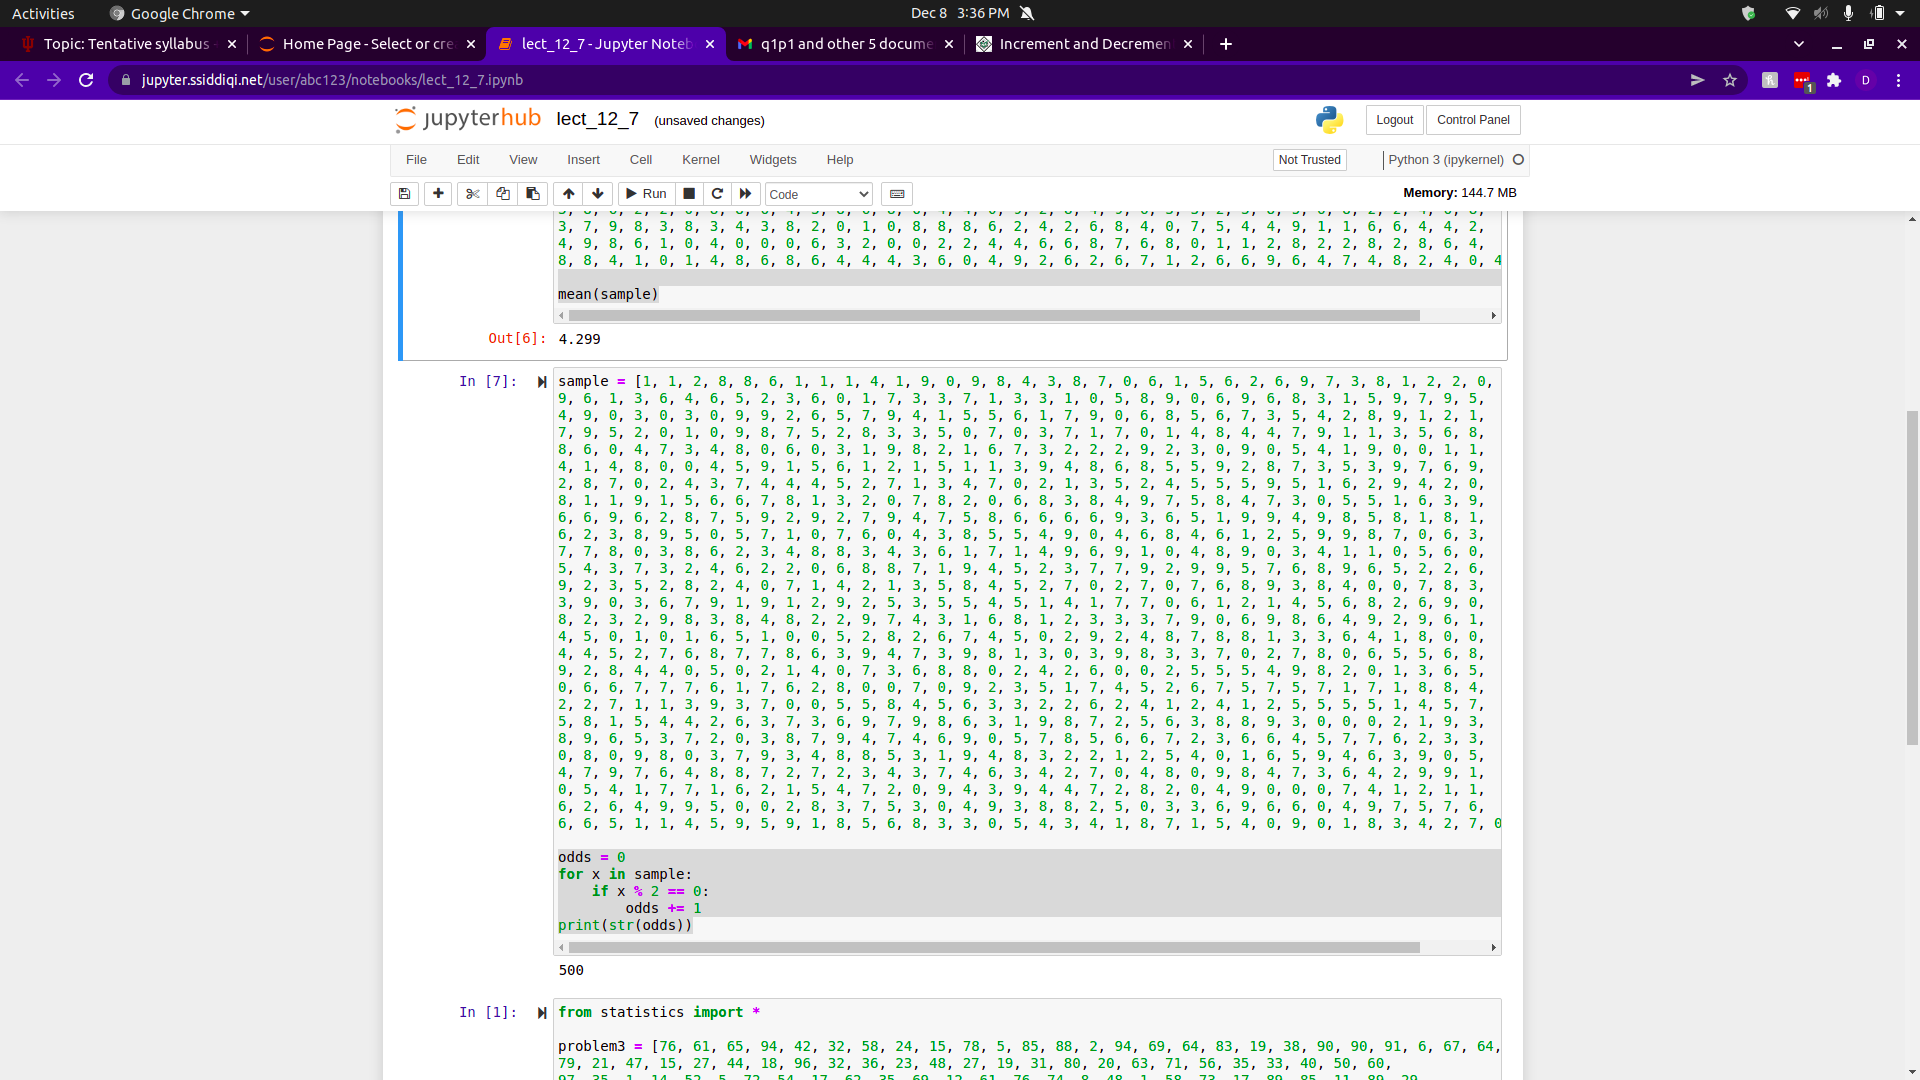 Activities
Google Chrome
Dec 8 3:36 PM
Topic: Tentative syllabus
Home Page - Select or cre
lect_12_7 - Jupyter Noteb
q1p1 and other 5 docume
Increment and Decremen
jupyter.ssiddiqi.net/user/abc123/notebooks/lect_12_7.ipynb
1
D
jupyterhub
lect_12_7
(unsaved changes)
Logout
Control Panel
File Edit View Insert Cell Kernel Widgets Help
Not Trusted
Python 3 (ipykernel)
Run
Code
Memory: 144.7 MB
3, 7, 9, 8, 3, 8, 3, 4, 3, 8, 2, 0, 1, 0, 8, 8, 8, 6, 2, 4, 2, 6, 8, 4, 0, 7, 5, 4, 4, 9, 1, 1, 6, 6, 4, 4, 2,
4, 9, 8, 6, 1, 0, 4, 0, 0, 0, 6, 3, 2, 0, 0, 2, 2, 4, 4, 6, 6, 8, 7, 6, 8, 0, 1, 1, 2, 8, 2, 2, 8, 2, 8, 6, 4,
8, 8, 4, 1, 0, 1, 4, 8, 6, 8, 6, 4, 4, 4, 3, 6, 0, 4, 9, 2, 6, 2, 6, 7, 1, 2, 6, 6, 9, 6, 4, 7, 4, 8, 2, 4, 0, 4
mean(sample)
Out[6]: 4.299
In [7]: sample = [1, 1, 2, 8, 8, 6, 1, 1, 1, 4, 1, 9, 0, 9, 8, 4, 3, 8, 7, 0, 6, 1, 5, 6, 2, 6, 9, 7, 3, 8, 1, 2, 2, 0,
9, 6, 1, 3, 6, 4, 6, 5, 2, 3, 6, 0, 1, 7, 3, 3, 7, 1, 3, 3, 1, 0, 5, 8, 9, 0, 6, 9, 6, 8, 3, 1, 5, 9, 7, 9, 5,
4, 9, 0, 3, 0, 3, 0, 9, 9, 2, 6, 5, 7, 9, 4, 1, 5, 5, 6, 1, 7, 9, 0, 6, 8, 5, 6, 7, 3, 5, 4, 2, 8, 9, 1, 2, 1,
7, 9, 5, 2, 0, 1, 0, 9, 8, 7, 5, 2, 8, 3, 3, 5, 0, 7, 0, 3, 7, 1, 7, 0, 1, 4, 8, 4, 4, 7, 9, 1, 1, 3, 5, 6, 8,
8, 6, 0, 4, 7, 3, 4, 8, 0, 6, 0, 3, 1, 9, 8, 2, 1, 6, 7, 3, 2, 2, 2, 9, 2, 3, 0, 9, 0, 5, 4, 1, 9, 0, 0, 1, 1,
4, 1, 4, 8, 0, 0, 4, 5, 9, 1, 5, 6, 1, 2, 1, 5, 1, 1, 3, 9, 4, 8, 6, 8, 5, 5, 9, 2, 8, 7, 3, 5, 3, 9, 7, 6, 9,
2, 8, 7, 0, 2, 4, 3, 7, 4, 4, 4, 5, 2, 7, 1, 3, 4, 7, 0, 2, 1, 3, 5, 2, 4, 5, 5, 5, 9, 5, 1, 6, 2, 9, 4, 2, 0,
8, 1, 1, 9, 1, 5, 6, 6, 7, 8, 1, 3, 2, 0, 7, 8, 2, 0, 6, 8, 3, 8, 4, 9, 7, 5, 8, 4, 7, 3, 0, 5, 5, 1, 6, 3, 9,
6, 6, 9, 6, 2, 8, 7, 5, 9, 2, 9, 2, 7, 9, 4, 7, 5, 8, 6, 6, 6, 6, 9, 3, 6, 5, 1, 9, 9, 4, 9, 8, 5, 8, 1, 8, 1,
6, 2, 3, 8, 9, 5, 0, 5, 7, 1, 0, 7, 6, 0, 4, 3, 8, 5, 5, 4, 9, 0, 4, 6, 8, 4, 6, 1, 2, 5, 9, 9, 8, 7, 0, 6, 3,
7, 7, 8, 0, 3, 8, 6, 2, 3, 4, 8, 8, 3, 4, 3, 6, 1, 7, 1, 4, 9, 6, 9, 1, 0, 4, 8, 9, 0, 3, 4, 1, 1, 0, 5, 6, 0,
5, 4, 3, 7, 3, 2, 4, 6, 2, 2, 0, 6, 8, 8, 7, 1, 9, 4, 5, 2, 3, 7, 7, 9, 2, 9, 9, 5, 7, 6, 8, 9, 6, 5, 2, 2, 6,
9, 2, 3, 5, 2, 8, 2, 4, 0, 7, 1, 4, 2, 1, 3, 5, 8, 4, 5, 2, 7, 0, 2, 7, 0, 7, 6, 8, 9, 3, 8, 4, 0, 0, 7, 8, 3,
3, 9, 0, 3, 6, 7, 9, 1, 9, 1, 2, 9, 2, 5, 3, 5, 5, 4, 5, 1, 4, 1, 7, 7, 0, 6, 1, 2, 1, 4, 5, 6, 8, 2, 6, 9, 0,
8, 2, 3, 2, 9, 8, 3, 8, 4, 8, 2, 2, 9, 7, 4, 3, 1, 6, 8, 1, 2, 3, 3, 3, 7, 9, 0, 6, 9, 8, 6, 4, 9, 2, 9, 6, 1,
4, 5, 0, 1, 0, 1, 6, 5, 1, 0, 0, 5, 2, 8, 2, 6, 7, 4, 5, 0, 2, 9, 2, 4, 8, 7, 8, 8, 1, 3, 3, 6, 4, 1, 8, 0, 0,
4, 4, 5, 2, 7, 6, 8, 7, 7, 8, 6, 3, 9, 4, 7, 3, 9, 8, 1, 3, 0, 3, 9, 8, 3, 3, 7, 0, 2, 7, 8, 0, 6, 5, 5, 6, 8,
9, 2, 8, 4, 4, 0, 5, 0, 2, 1, 4, 0, 7, 3, 6, 8, 8, 0, 2, 4, 2, 6, 0, 0, 2, 5, 5, 5, 4, 9, 8, 2, 0, 1, 3, 6, 5,
0, 6, 6, 7, 7, 7, 6, 1, 7, 6, 2, 8, 0, 0, 7, 0, 9, 2, 3, 5, 1, 7, 4, 5, 2, 6, 7, 5, 7, 5, 7, 1, 7, 1, 8, 8, 4,
2, 2, 7, 1, 1, 3, 9, 3, 7, 0, 0, 5, 5, 8, 4, 5, 6, 3, 3, 2, 2, 6, 2, 4, 1, 2, 4, 1, 2, 5, 5, 5, 5, 1, 4, 5, 7,
5, 8, 1, 5, 4, 4, 2, 6, 3, 7, 3, 6, 9, 7, 9, 8, 6, 3, 1, 9, 8, 7, 2, 5, 6, 3, 8, 8, 9, 3, 0, 0, 0, 2, 1, 9, 3,
8, 9, 6, 5, 3, 7, 2, 0, 3, 8, 7, 9, 4, 7, 4, 6, 9, 0, 5, 7, 8, 5, 6, 6, 7, 2, 3, 6, 6, 4, 5, 7, 7, 6, 2, 3, 3,
0, 8, 0, 9, 8, 0, 3, 7, 9, 3, 4, 8, 8, 5, 3, 1, 9, 4, 8, 3, 2, 2, 1, 2, 5, 4, 0, 1, 6, 5, 9, 4, 6, 3, 9, 0, 5,
4, 7, 9, 7, 6, 4, 8, 8, 7, 2, 7, 2, 3, 4, 3, 7, 4, 6, 3, 4, 2, 7, 0, 4, 8, 0, 9, 8, 4, 7, 3, 6, 4, 2, 9, 9, 1,
0, 5, 4, 1, 7, 7, 1, 6, 2, 1, 5, 4, 7, 2, 0, 9, 4, 3, 9, 4, 4, 7, 2, 8, 2, 0, 4, 9, 0, 0, 0, 7, 4, 1, 2, 1, 1,
6, 2, 6, 4, 9, 9, 5, 0, 0, 2, 8, 3, 7, 5, 3, 0, 4, 9, 3, 8, 8, 2, 5, 0, 3, 3, 6, 9, 6, 6, 0, 4, 9, 7, 5, 7, 6,
6, 6, 5, 1, 1, 4, 5, 9, 5, 9, 1, 8, 5, 6, 8, 3, 3, 0, 5, 4, 3, 4, 1, 8, 7, 1, 5, 4, 0, 9, 0, 1, 8, 3, 4, 2, 7, 0
odds = 0
for x in sample:
if x % 2 == 0:
odds += 1
print(str(odds))
500
In [1]: from statistics import *
problem3 = [76, 61, 65, 94, 42, 32, 58, 24, 15, 78, 5, 85, 88, 2, 94, 69, 64, 83, 19, 38, 90, 90, 91, 6, 67, 64,
79, 21, 47, 15, 27, 44, 18, 96, 32, 36, 23, 48, 27, 19, 31, 80, 20, 63, 71, 56, 35, 33, 40, 50, 60,